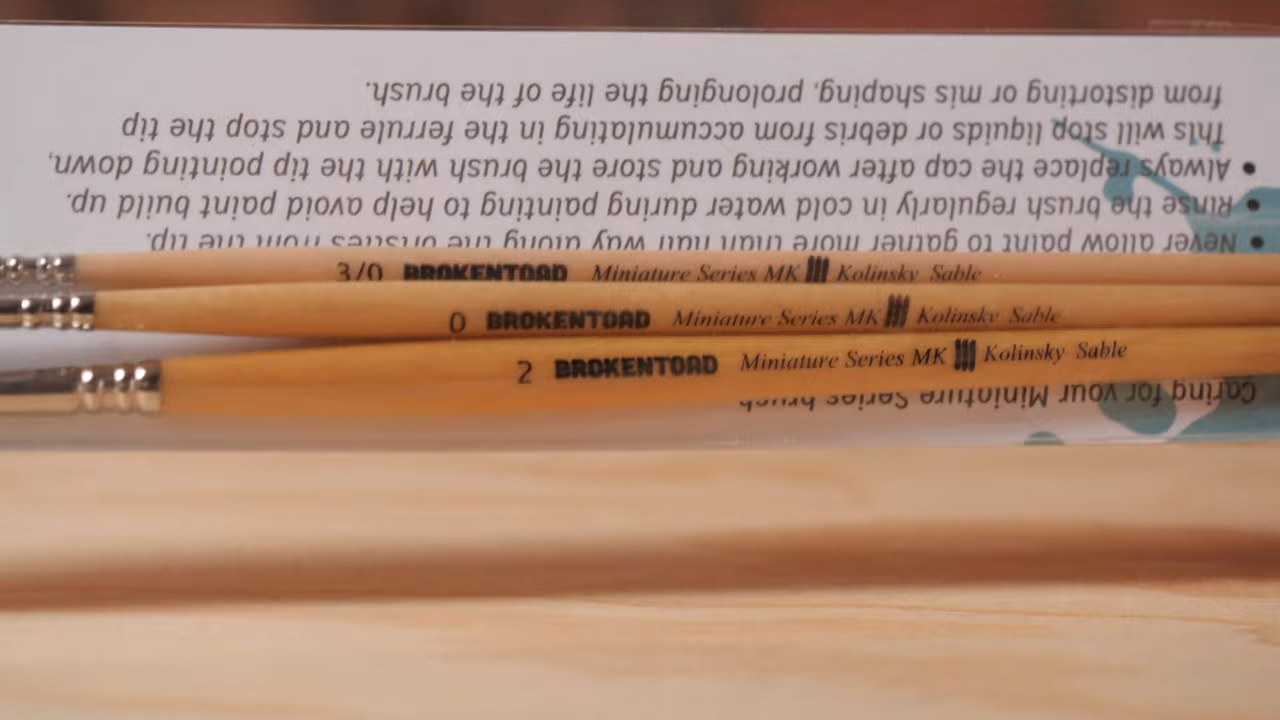 3/0 BROKENTOAD Miniature Series MK III Kolinsky Sable
0 BROKENTOAD Miniature Series MK III Kolinsky Sable
2 BROKENTOAD Miniature Series MK III Kolinsky Sable
Caring for your Miniature Series brush
• Never allow paint to gather more than half way along the bristles from the tip.
• Rinse the brush regularly in cold water during painting to help avoid paint build up.
• Always replace the cap after working and store the brush with the tip pointing down,
This will stop liquids or debris from accumulating in the ferrule and stop the tip
from distorting or mis shaping, prolonging the life of the brush.